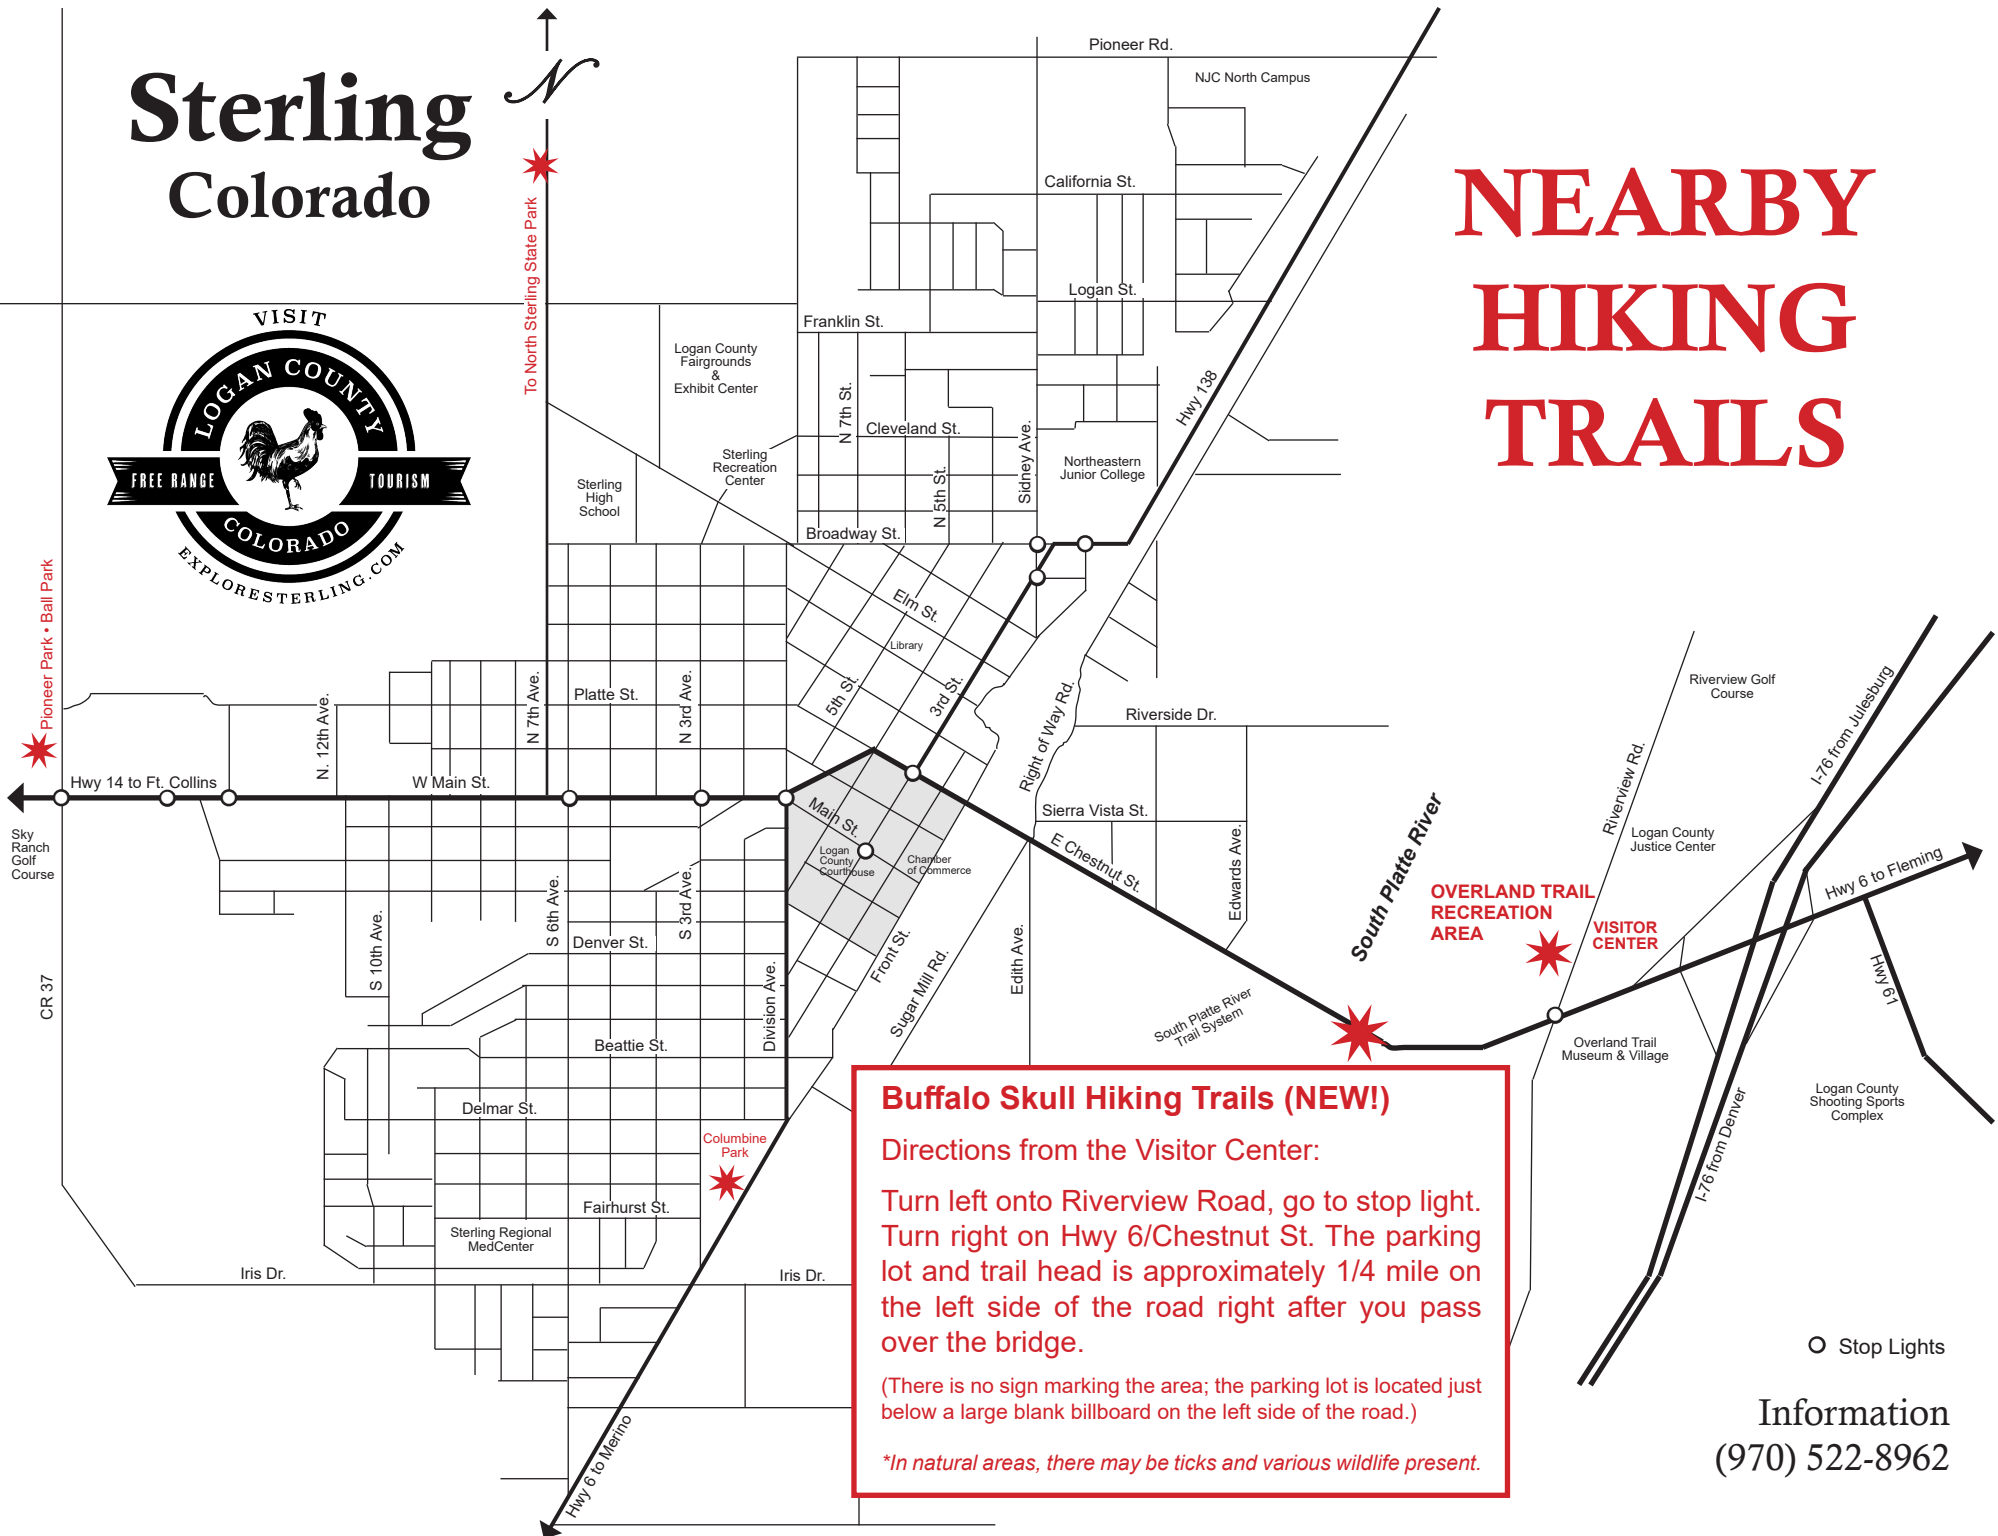 Sterling
Colorado
N
NEARBY
HIKING
TRAILS
VISIT
LOGAN COUNTY
FREE RANGE
TOURISM
COLORADO
EXPLORESTERLING.COM
To North Sterling State Park
Pioneer Park • Ball Park
Pioneer Rd.
NJC North Campus
California St.
Logan St.
Franklin St.
Logan County
Fairgrounds
&
Exhibit Center
N 7th St.
Cleveland St.
Sidney Ave.
Hwy 138
Sterling
Recreation
Center
Northeastern
Junior College
Sterling
High
School
N 5th St.
Broadway St.
Elm St.
Library
5th St.
3rd St.
Right of Way Rd.
Riverside Dr.
Riverview Golf
Course
I-76 from Julesburg
Riverview Rd.
N. 12th Ave.
N 7th Ave.
Platte St.
N 3rd Ave.
Hwy 14 to Ft. Collins
W Main St.
Sky
Ranch
Golf
Course
Main St.
Logan
County
Courthouse
Chamber
of Commerce
Sierra Vista St.
E Chestnut St.
Edwards Ave.
South Platte River
Logan County
Justice Center
Hwy 6 to Fleming
OVERLAND TRAIL
RECREATION
AREA
VISITOR
CENTER
Hwy 61
CR 37
S 10th Ave.
S 6th Ave.
Denver St.
S 3rd Ave.
Division Ave.
Front St.
Sugar Mill Rd.
Edith Ave.
South Platte River
Trail System
Overland Trail
Museum & Village
Logan County
Shooting Sports
Complex
I-76 from Denver
Beattie St.
Delmar St.
Columbine
Park
Fairhurst St.
Sterling Regional
MedCenter
Iris Dr.
Iris Dr.
Hwy 6 to Merino
Buffalo Skull Hiking Trails (NEW!)
Directions from the Visitor Center:
Turn left onto Riverview Road, go to stop light.
Turn right on Hwy 6/Chestnut St. The parking
lot and trail head is approximately 1/4 mile on
the left side of the road right after you pass
over the bridge.
(There is no sign marking the area; the parking lot is located just
below a large blank billboard on the left side of the road.)
*In natural areas, there may be ticks and various wildlife present.
Stop Lights
Information
(970) 522-8962